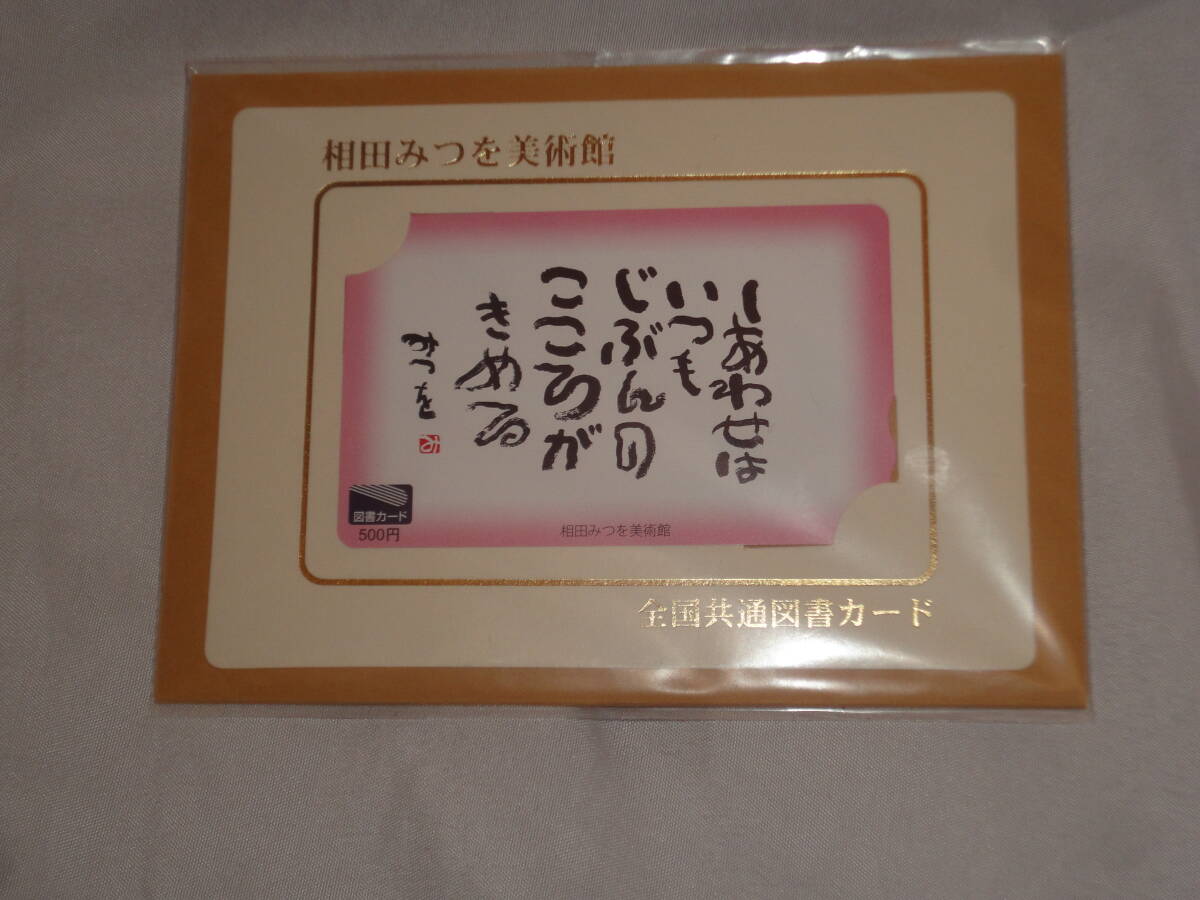 相田みつを美術館
しあわせは
いつも
じぶんの
こころが
きめる
みつを
み
図書カード
500円
相田みつを美術館
全国共通図書カード